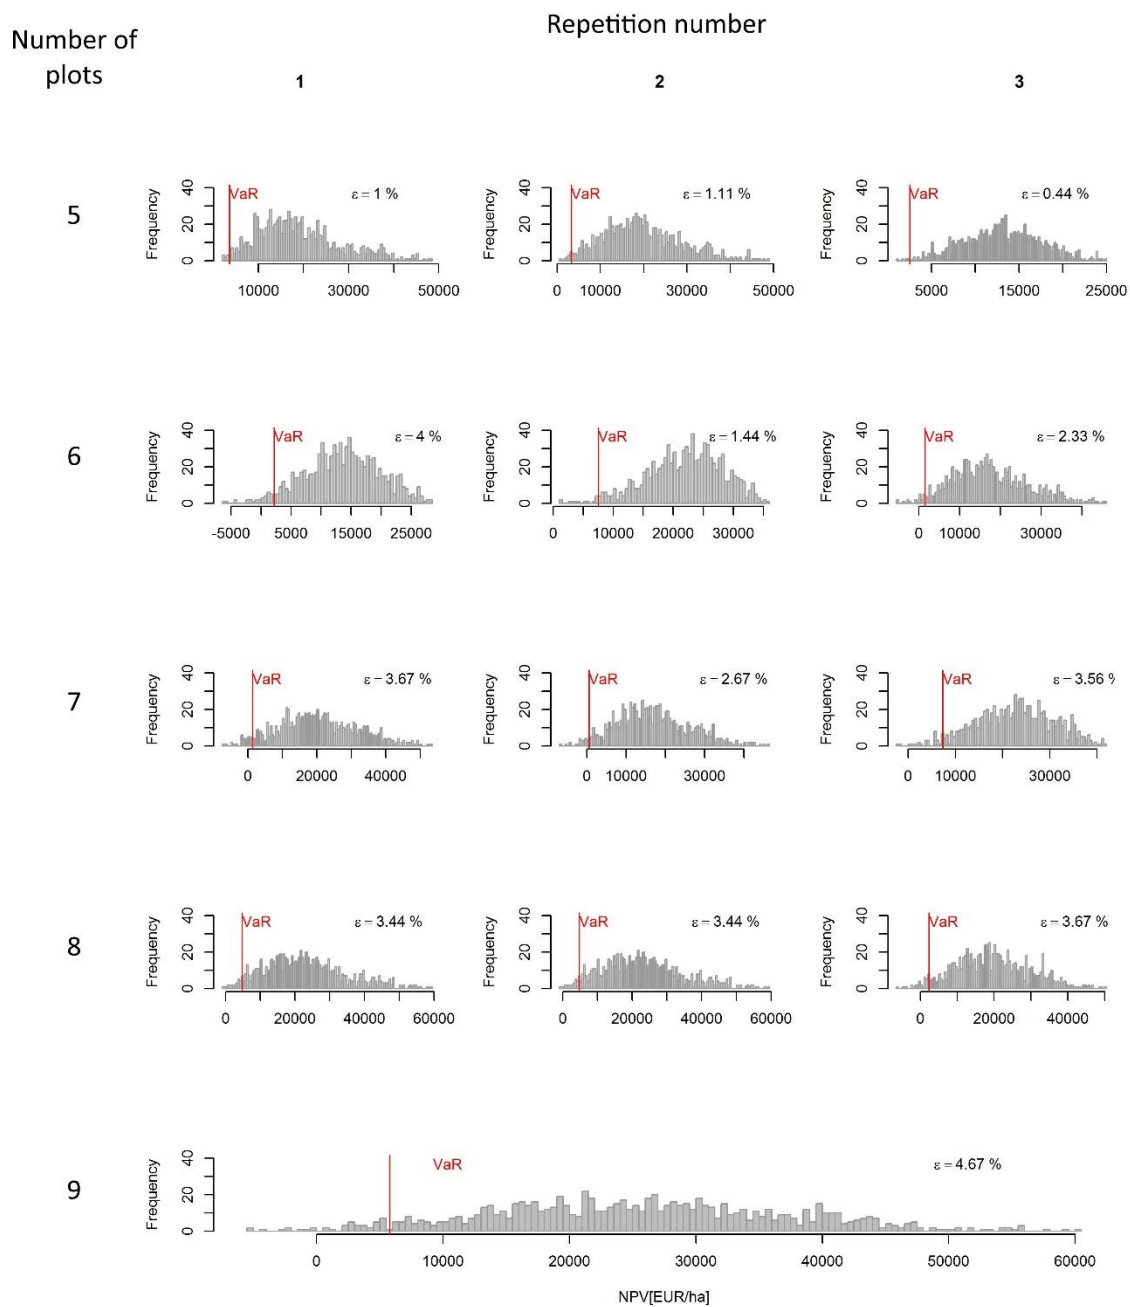 Repetition number
Number of
plots
1 2 3
5
Frequency
0 20 40
VaR
ε = 1 %
10000 30000 50000
Frequency
0 20 40
VaR
ε = 1.11 %
0 10000 30000 50000
Frequency
0 20 40
VaR
ε = 0.44 %
5000 15000 25000
6
Frequency
0 20 40
VaR
ε = 4 %
-5000 5000 15000 25000
Frequency
0 20 40
VaR
ε = 1.44 %
0 10000 20000 30000
Frequency
0 20 40
VaR
ε = 2.33 %
0 10000 30000
7
Frequency
0 20 40
VaR
ε = 3.67 %
0 20000 40000
Frequency
0 20 40
VaR
ε = 2.67 %
0 10000 30000
Frequency
0 20 40
VaR
ε = 3.56 %
0 10000 30000
8
Frequency
0 20 40
VaR
ε = 3.44 %
0 20000 40000 60000
Frequency
0 20 40
VaR
ε = 3.44 %
0 20000 40000 60000
Frequency
0 20 40
VaR
ε = 3.67 %
0 20000 40000
9
Frequency
0 20 40
VaR
ε = 4.67 %
0 10000 20000 30000 40000 50000 60000
NPV[EUR/ha]